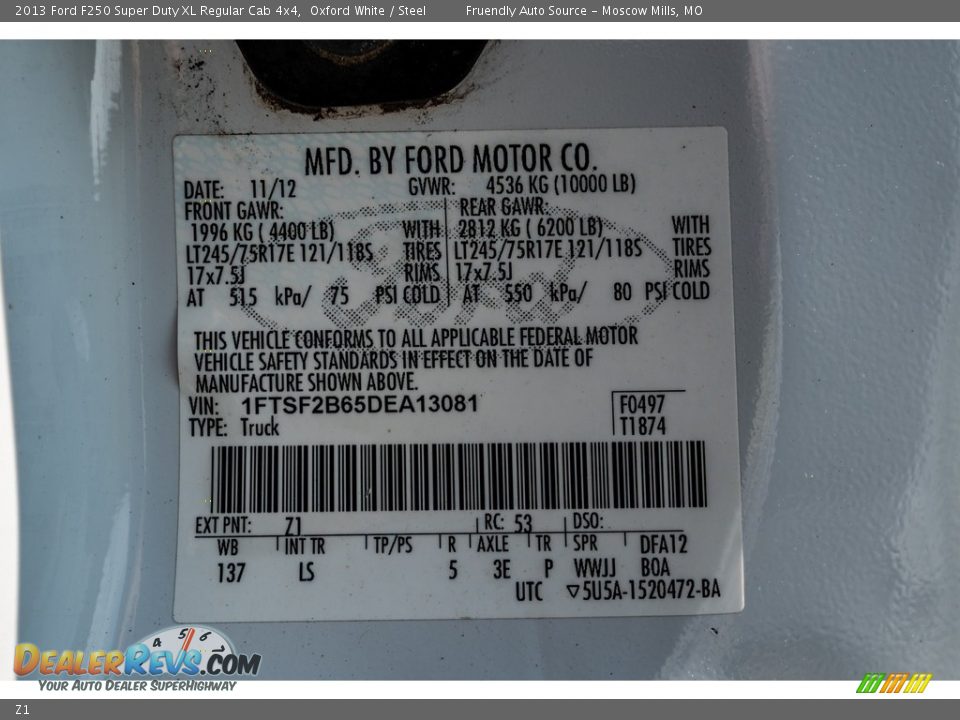 2013 Ford F250 Super Duty XL Regular Cab 4x4, Oxford White / Steel Fruendly Auto Source - Moscow Mills, MO
MFD. BY FORD MOTOR CO.
DATE: 11/12 GVWR: 4536 KG (10000 LB)
FRONT GAWR: REAR GAWR:
1996 KG ( 4400 LB) WITH 2812 KG ( 6200 LB) WITH
LT245/75R17E 121/118S TIRES LT245/75R17E 121/118S TIRES
17x7.5J RIMS 17x7.5J RIMS
AT 515 kPa/ 75 PSI COLD AT 550 kPa/ 80 PSI COLD
THIS VEHICLE CONFORMS TO ALL APPLICABLE FEDERAL MOTOR
VEHICLE SAFETY STANDARDS IN EFFECT ON THE DATE OF
MANUFACTURE SHOWN ABOVE.
VIN: 1FTSF2B65DEA13081 F0497
TYPE: Truck T1874
EXT PNT: Z1 RC: 53 DSO:
WB INT TR TP/PS R AXLE TR SPR DFA12
137 LS 5 3E P WWJJ BOA
UTC ▽5U5A-1520472-BA
Ford
4 5 6
DealerRevs.com
Your Auto Dealer SuperHighway
Z1